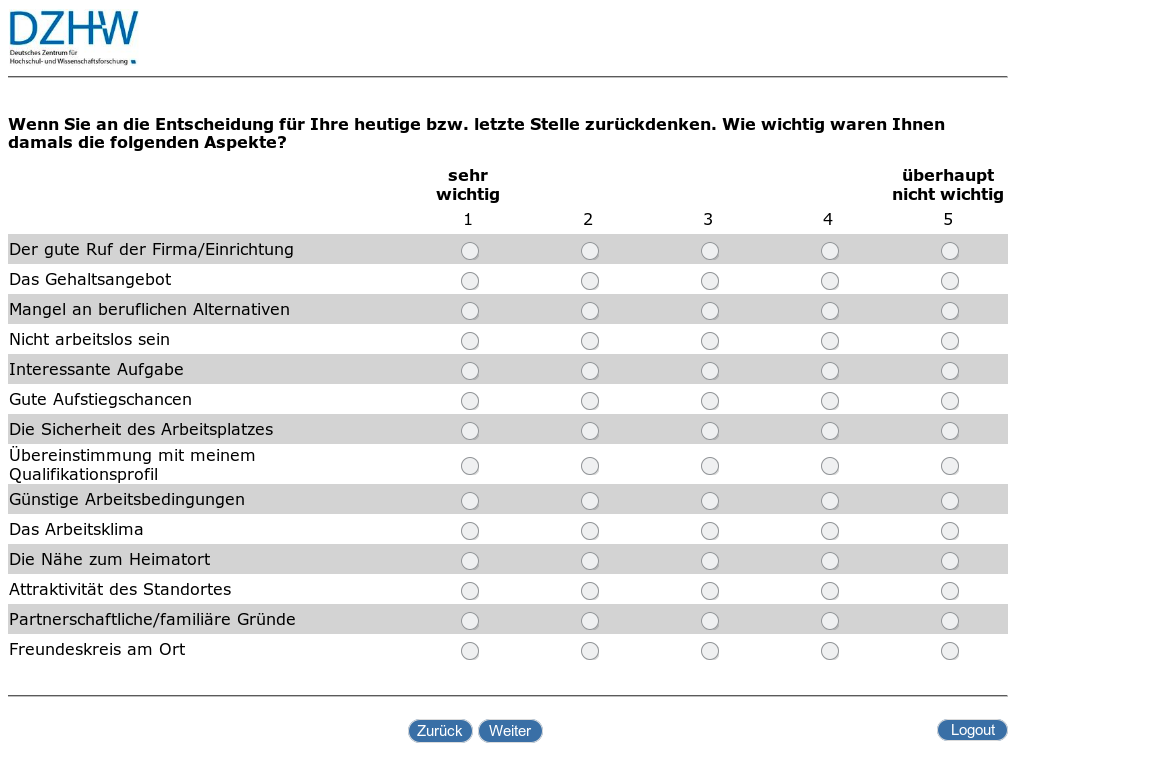 DZHW
Deutsches Zentrum für
Hochschul- und Wissenschaftsforschung
Wenn Sie an die Entscheidung für Ihre heutige bzw. letzte Stelle zurückdenken. Wie wichtig waren Ihnen
damals die folgenden Aspekte?
sehr überhaupt
wichtig nicht wichtig
1 2 3 4 5
Der gute Ruf der Firma/Einrichtung
Das Gehaltsangebot
Mangel an beruflichen Alternativen
Nicht arbeitslos sein
Interessante Aufgabe
Gute Aufstiegschancen
Die Sicherheit des Arbeitsplatzes
Übereinstimmung mit meinem
Qualifikationsprofil
Günstige Arbeitsbedingungen
Das Arbeitsklima
Die Nähe zum Heimatort
Attraktivität des Standortes
Partnerschaftliche/familiäre Gründe
Freundeskreis am Ort
Zurück Weiter Logout